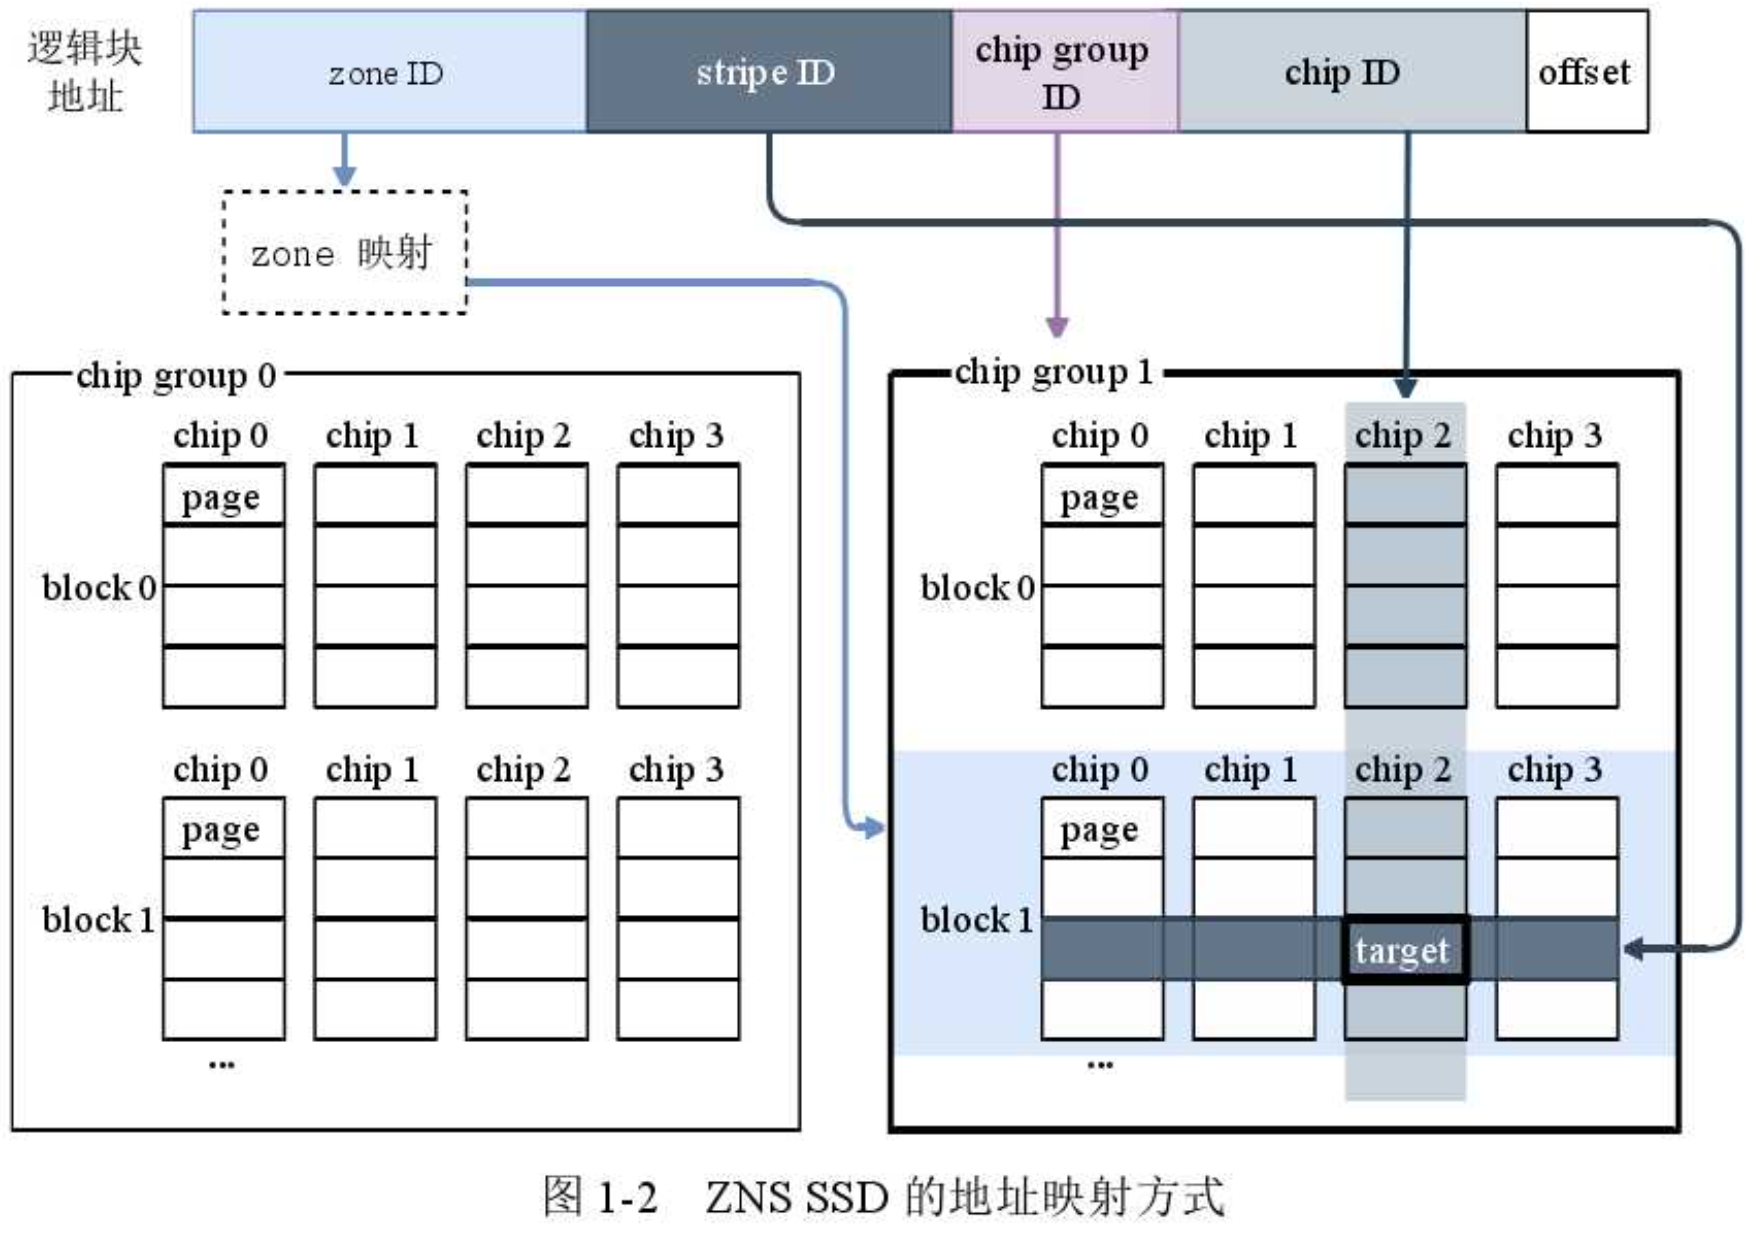 逻辑块
地址
zone ID
stripe ID
chip group
ID
chip ID
offset
zone 映射
chip group 0
chip 0 chip 1 chip 2 chip 3
page
block 0
chip 0 chip 1 chip 2 chip 3
page
block 1
...
chip group 1
chip 0 chip 1 chip 2 chip 3
page
block 0
chip 0 chip 1 chip 2 chip 3
page
block 1
target
...
图 1-2 ZNS SSD 的地址映射方式